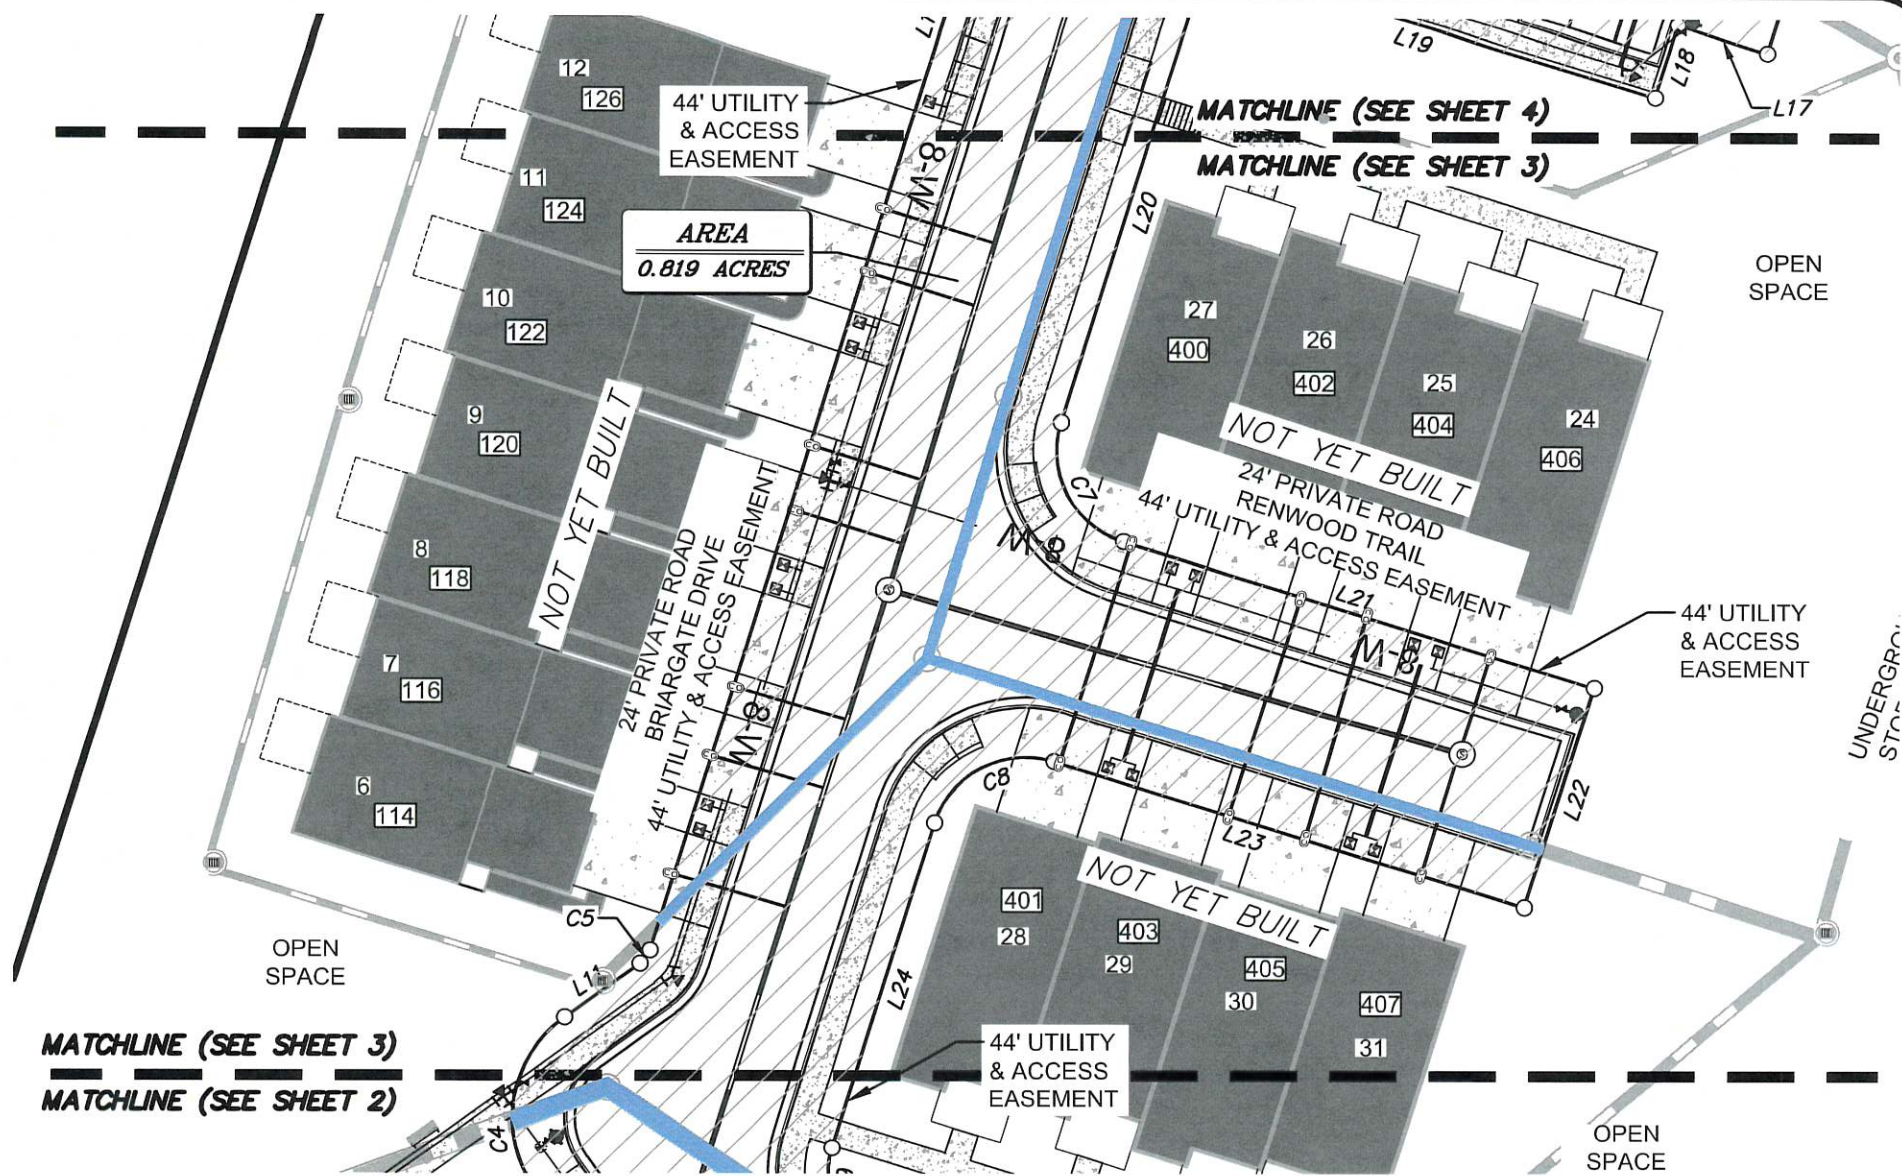 L19
L18
L17
12
126
44' UTILITY
& ACCESS
EASEMENT
MATCHLINE (SEE SHEET 4)
MATCHLINE (SEE SHEET 3)
11
124
8-W
L20
AREA
0.819 ACRES
OPEN
SPACE
10
122
27
400
26
402
25
404
24
406
9
120
NOT YET BUILT
NOT YET BUILT
24' PRIVATE ROAD
RENWOOD TRAIL
44' UTILITY & ACCESS EASEMENT
C7
8
118
24' PRIVATE ROAD
BRIARGATE DRIVE
44' UTILITY & ACCESS EASEMENT
W-8
L21
8-W
44' UTILITY
& ACCESS
EASEMENT
7
116
8-W
6
114
C8
L22
L23
NOT YET BUILT
401
28
403
29
405
30
407
31
C5
L24
OPEN
SPACE
L11
MATCHLINE (SEE SHEET 3)
MATCHLINE (SEE SHEET 2)
44' UTILITY
& ACCESS
EASEMENT
C4
OPEN
SPACE